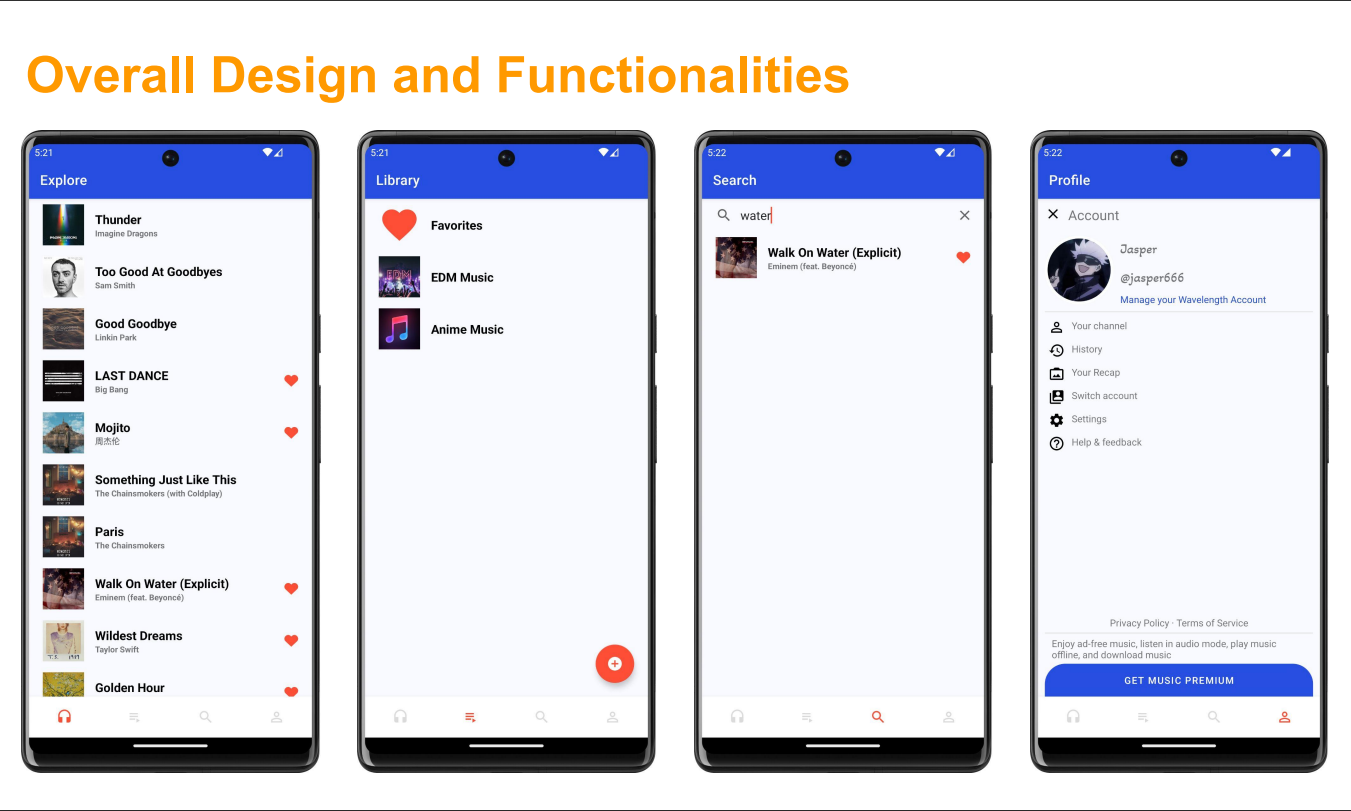 Overall Design and Functionalities
5:21
Explore
Thunder
Imagine Dragons
Too Good At Goodbyes
Sam Smith
Good Goodbye
Linkin Park
LAST DANCE
Big Bang
Mojito
周杰伦
Something Just Like This
The Chainsmokers (with Coldplay)
Paris
The Chainsmokers
Walk On Water (Explicit)
Eminem (feat. Beyoncé)
Wildest Dreams
Taylor Swift
Golden Hour
5:21
Library
Favorites
EDM
EDM Music
Anime Music
5:22
Search
water
Walk On Water (Explicit)
Eminem (feat. Beyoncé)
5:22
Profile
Account
Jasper
@jasper666
Manage your Wavelength Account
Your channel
History
Your Recap
Switch account
Settings
Help & feedback
Privacy Policy · Terms of Service
Enjoy ad-free music, listen in audio mode, play music
offline, and download music
GET MUSIC PREMIUM